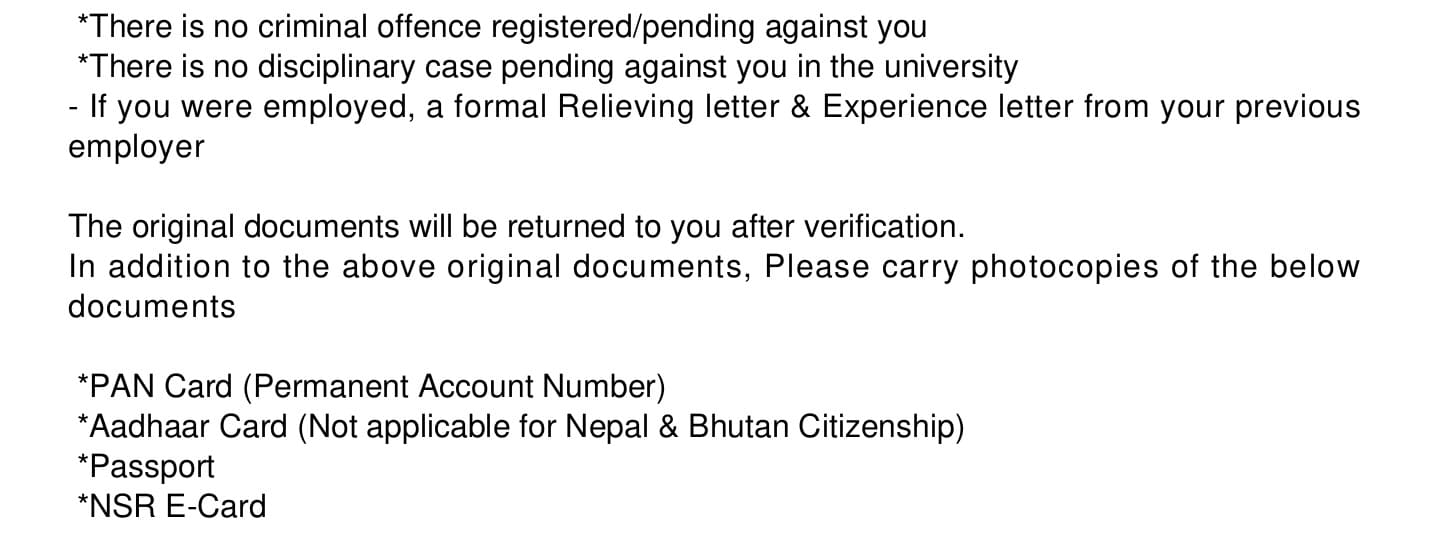 *There is no criminal offence registered/pending against you
*There is no disciplinary case pending against you in the university
- If you were employed, a formal Relieving letter & Experience letter from your previous
employer
The original documents will be returned to you after verification.
In addition to the above original documents, Please carry photocopies of the below
documents
*PAN Card (Permanent Account Number)
*Aadhaar Card (Not applicable for Nepal & Bhutan Citizenship)
*Passport
*NSR E-Card